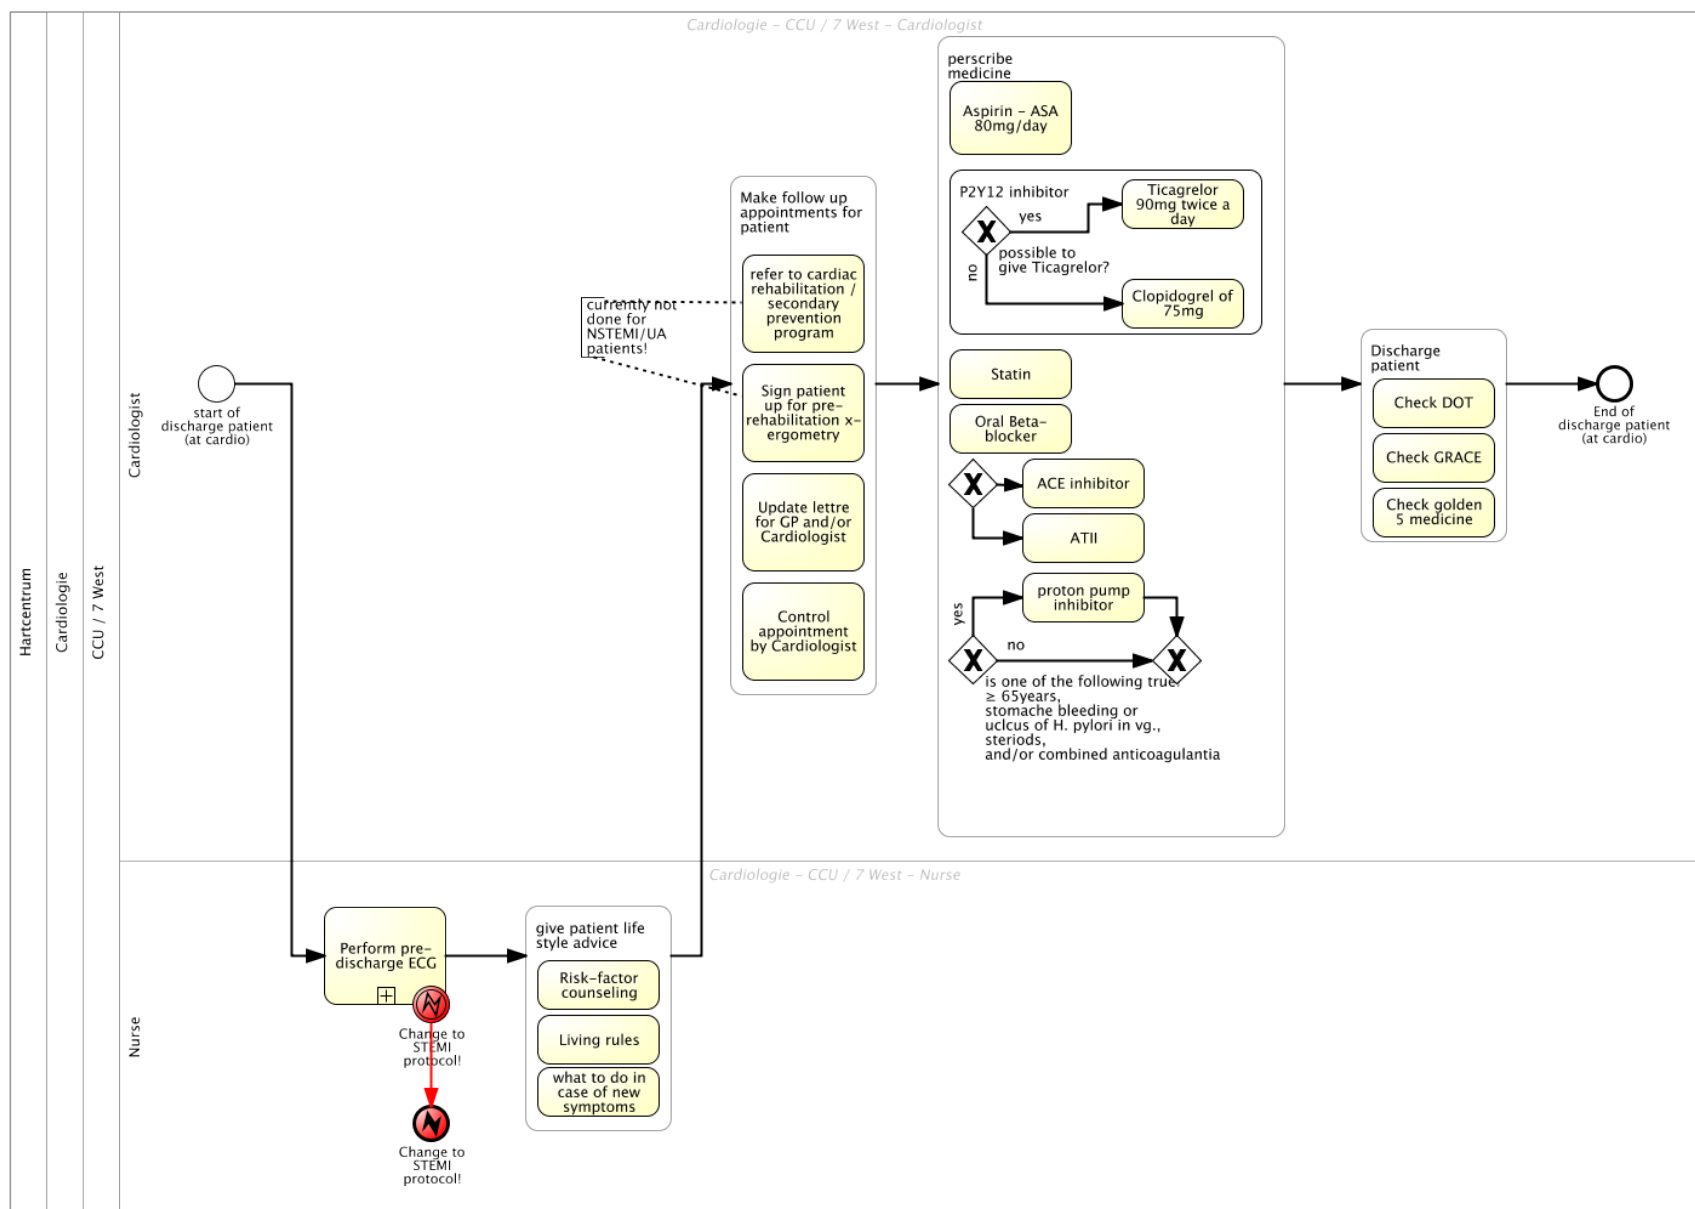 Cardiologie – CCU / 7 West – Cardiologist
Hartcentrum
Cardiologie
CCU / 7 West
Cardiologist
start of
discharge patient
(at cardio)
currently not
done for
NSTEMI/UA
patients!
Make follow up
appointments for
patient
refer to cardiac
rehabilitation /
secondary
prevention
program
Sign patient
up for pre-
rehabilitation x-
ergometry
Update lettre
for GP and/or
Cardiologist
Control
appointment
by Cardiologist
perscribe
medicine
Aspirin – ASA
80mg/day
P2Y12 inhibitor
yes
possible to
give Ticagrelor?
no
Ticagrelor
90mg twice a
day
Clopidogrel of
75mg
Statin
Oral Beta-
blocker
ACE inhibitor
ATII
proton pump
inhibitor
yes
no
is one of the following true:
≥ 65years,
stomache bleeding or
uclcus of H. pylori in vg.,
steriods,
and/or combined anticoagulantia
Discharge
patient
Check DOT
Check GRACE
Check golden
5 medicine
End of
discharge patient
(at cardio)
Cardiologie – CCU / 7 West – Nurse
Nurse
Perform pre-
discharge ECG
Change to
STEMI
protocol!
Change to
STEMI
protocol!
give patient life
style advice
Risk-factor
counseling
Living rules
what to do in
case of new
symptoms